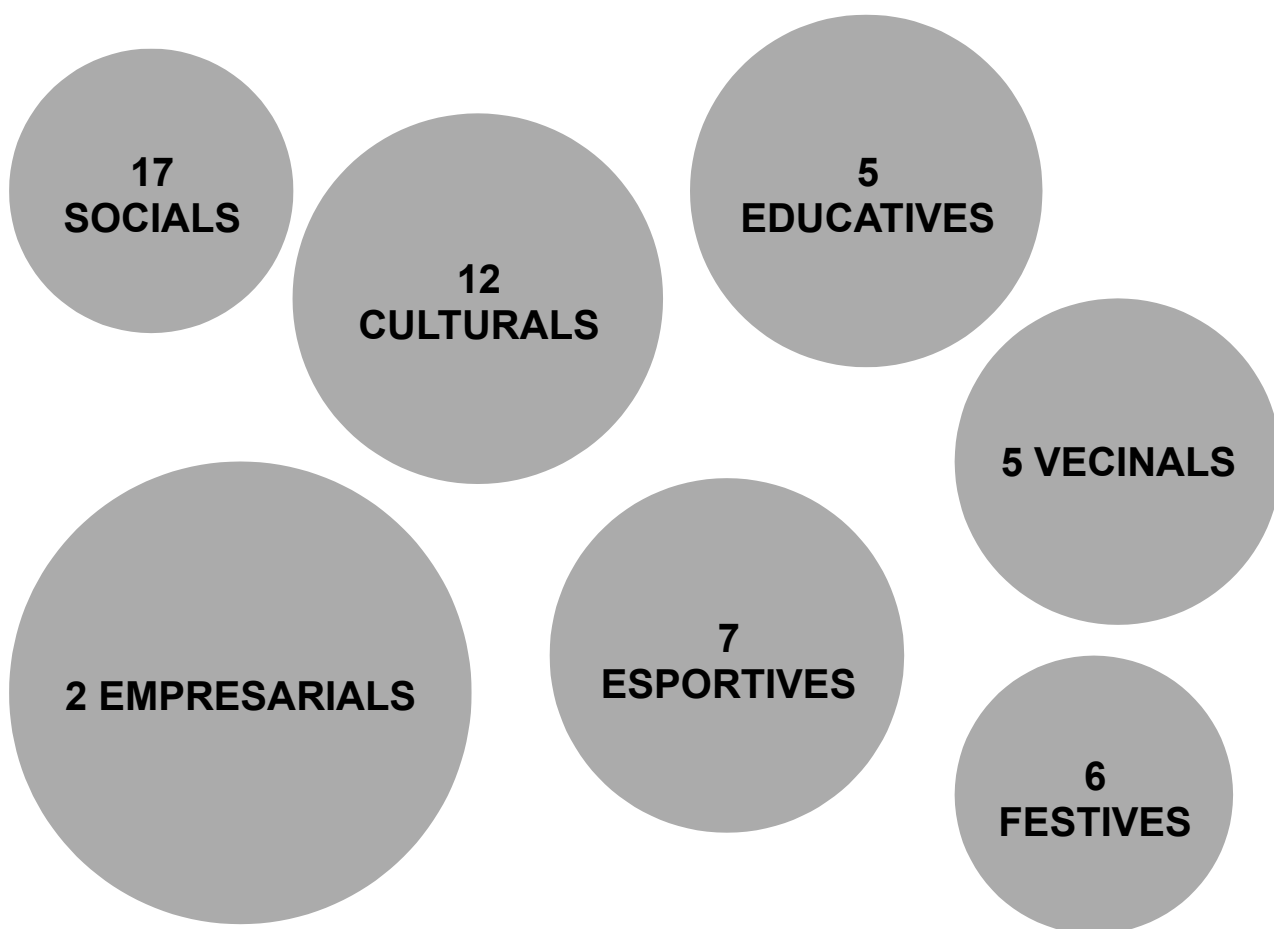 17
SOCIALS
12
CULTURALS
5
EDUCATIVES
5 VECINALS
2 EMPRESARIALS
7
ESPORTIVES
6
FESTIVES